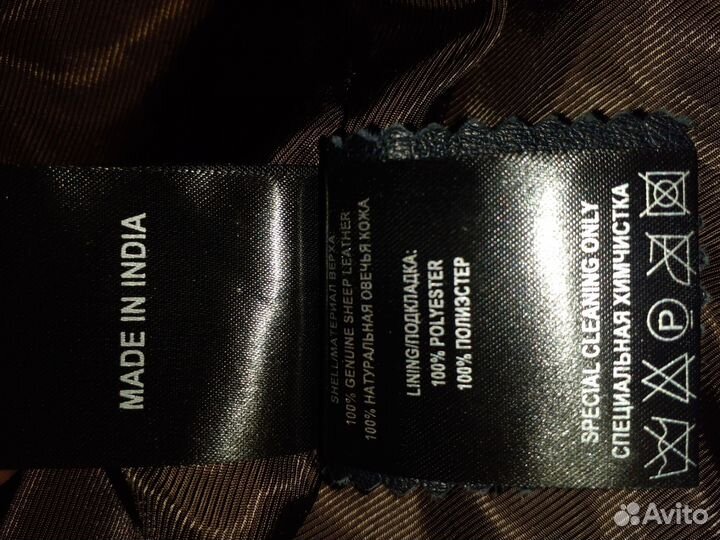 MADE IN INDIA
SHELL/МАТЕРИАЛ ВЕРХА
100% GENUINE SHEEP LEATHER
100% НАТУРАЛЬНАЯ ОВЕЧЬЯ КОЖА
LINING/ПОДКЛАДКА:
100% POLYESTER
100% ПОЛИЭСТЕР
SPECIAL CLEANING ONLY
СПЕЦИАЛЬНАЯ ХИМЧИСТКА
P
Avito